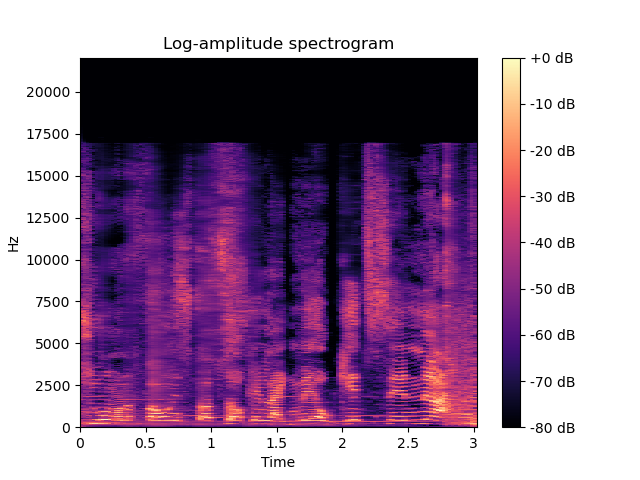 Log-amplitude spectrogram
+0 dB
20000
-10 dB
17500
-20 dB
15000
-30 dB
12500
Hz
-40 dB
10000
-50 dB
7500
-60 dB
5000
-70 dB
2500
0
-80 dB
0 0.5 1 1.5 2 2.5 3
Time